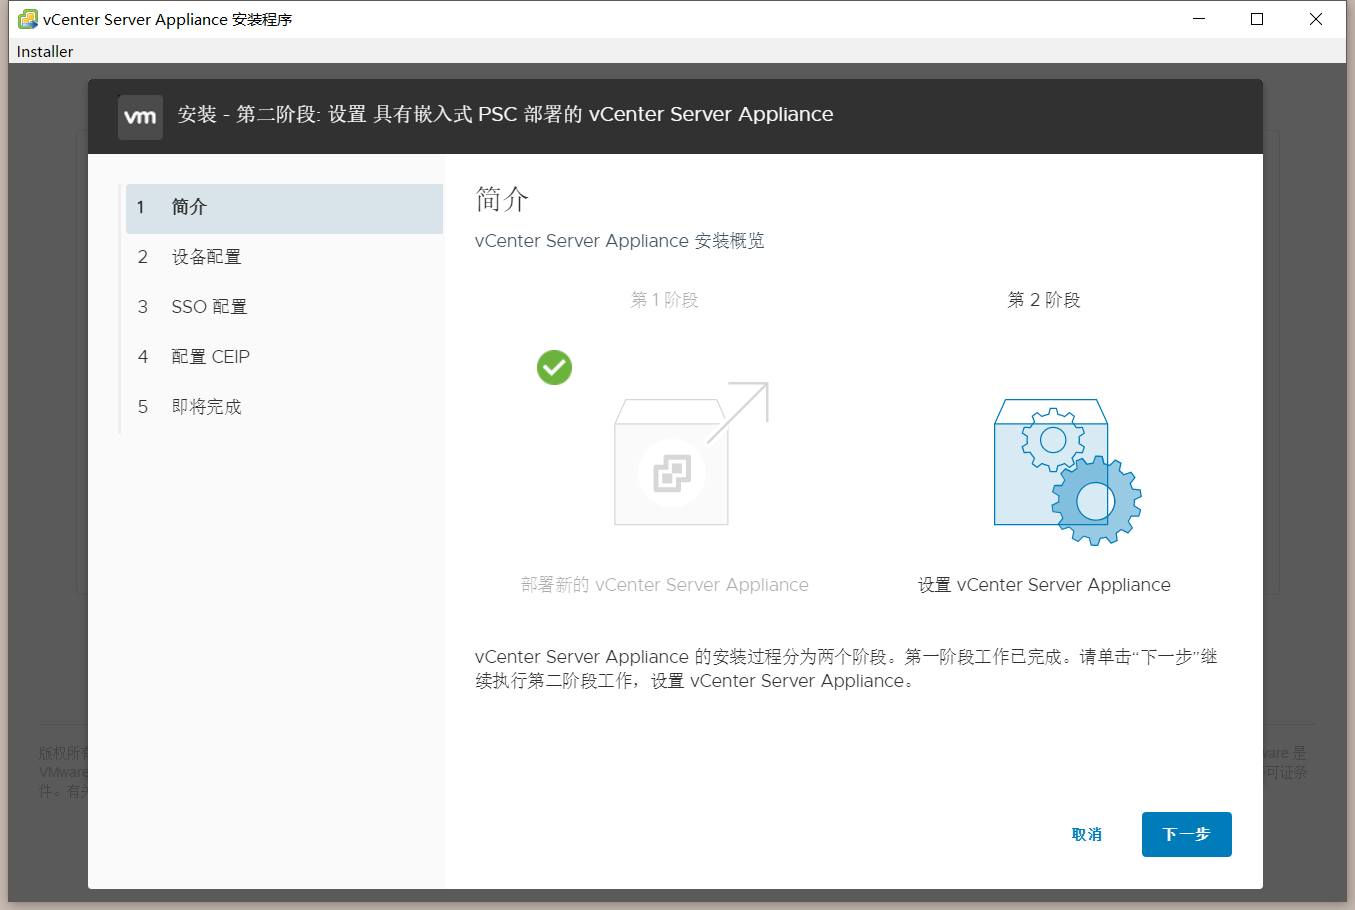 vCenter Server Appliance 安装程序
Installer
vm 安装 - 第二阶段: 设置 具有嵌入式 PSC 部署的 vCenter Server Appliance
1 简介
2 设备配置
3 SSO 配置
4 配置 CEIP
5 即将完成
简介
vCenter Server Appliance 安装概览
第 1 阶段
第 2 阶段
部署新的 vCenter Server Appliance
设置 vCenter Server Appliance
vCenter Server Appliance 的安装过程分为两个阶段。第一阶段工作已完成。请单击“下一步”继
续执行第二阶段工作，设置 vCenter Server Appliance。
版权所有
ware 是
VMware
可证条
件。有关
取消
下一步